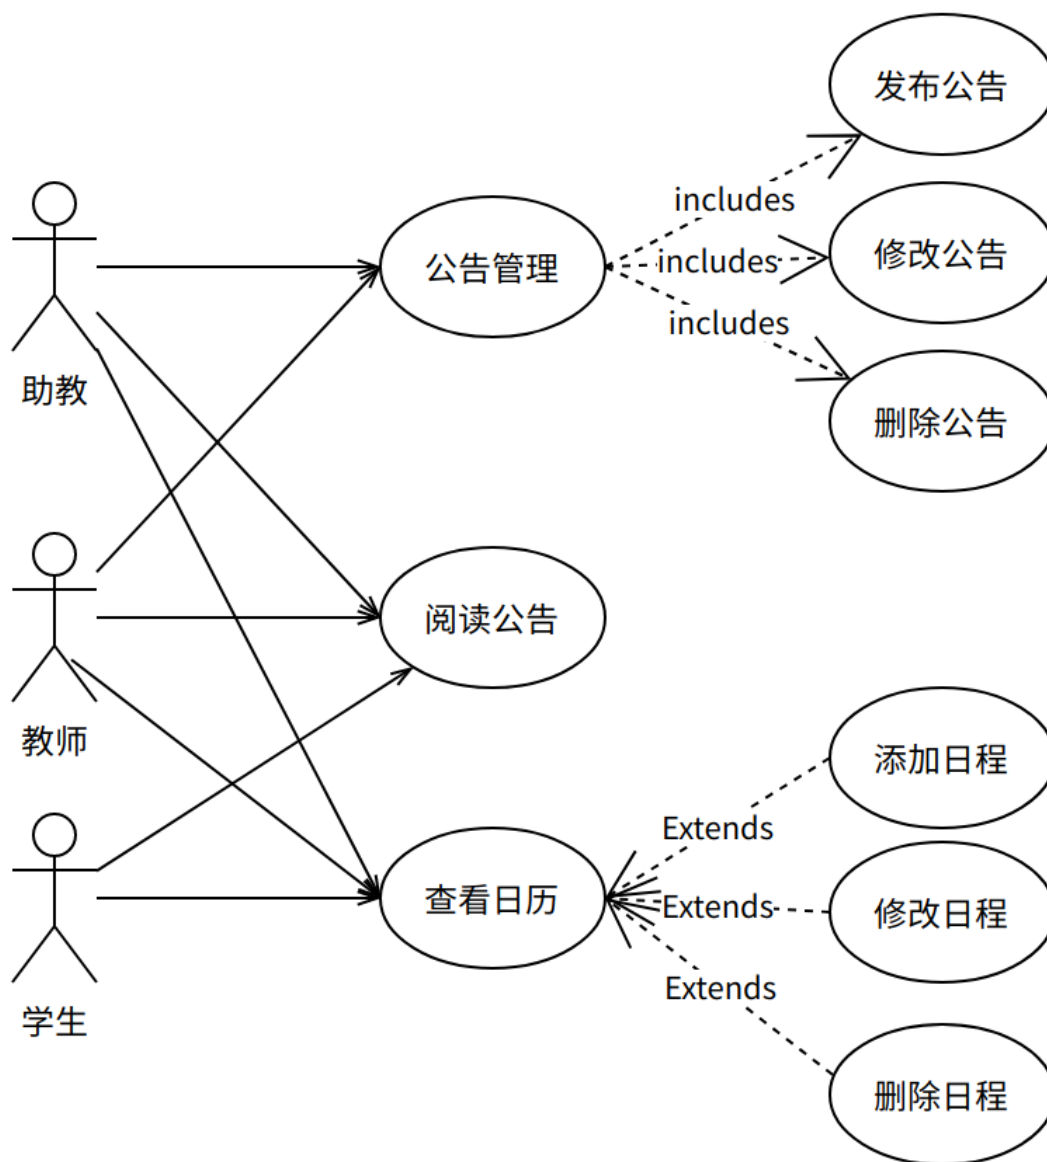 发布公告
includes
修改公告
公告管理
includes
includes
助教
删除公告
阅读公告
教师
添加日程
Extends
查看日历
Extends
修改日程
Extends
学生
删除日程